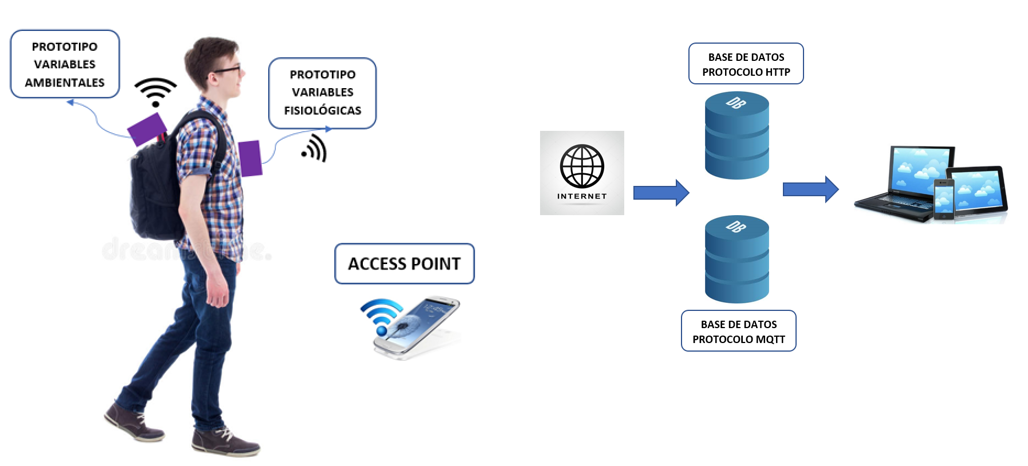 PROTOTIPO
VARIABLES
AMBIENTALES
PROTOTIPO
VARIABLES
FISIOLÓGICAS
ACCESS POINT
INTERNET
BASE DE DATOS
PROTOCOLO HTTP
DB
DB
BASE DE DATOS
PROTOCOLO MQTT